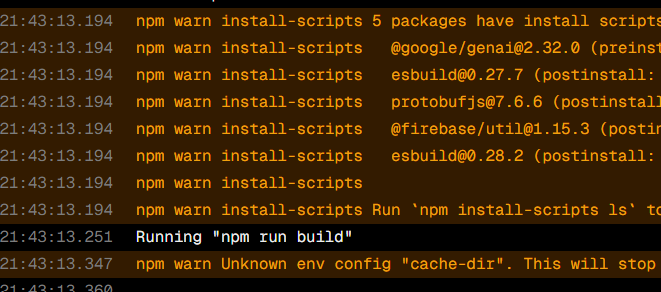 21:43:13.194 npm warn install-scripts 5 packages have install scripts
21:43:13.194 npm warn install-scripts   @google/genai@2.32.0 (preinst
21:43:13.194 npm warn install-scripts   esbuild@0.27.7 (postinstall:
21:43:13.194 npm warn install-scripts   protobufjs@7.6.6 (postinstall
21:43:13.194 npm warn install-scripts   @firebase/util@1.15.3 (postin
21:43:13.194 npm warn install-scripts   esbuild@0.28.2 (postinstall:
21:43:13.194 npm warn install-scripts
21:43:13.194 npm warn install-scripts Run `npm install-scripts ls` to
21:43:13.251 Running "npm run build"
21:43:13.347 npm warn Unknown env config "cache-dir". This will stop
21:43:13.360